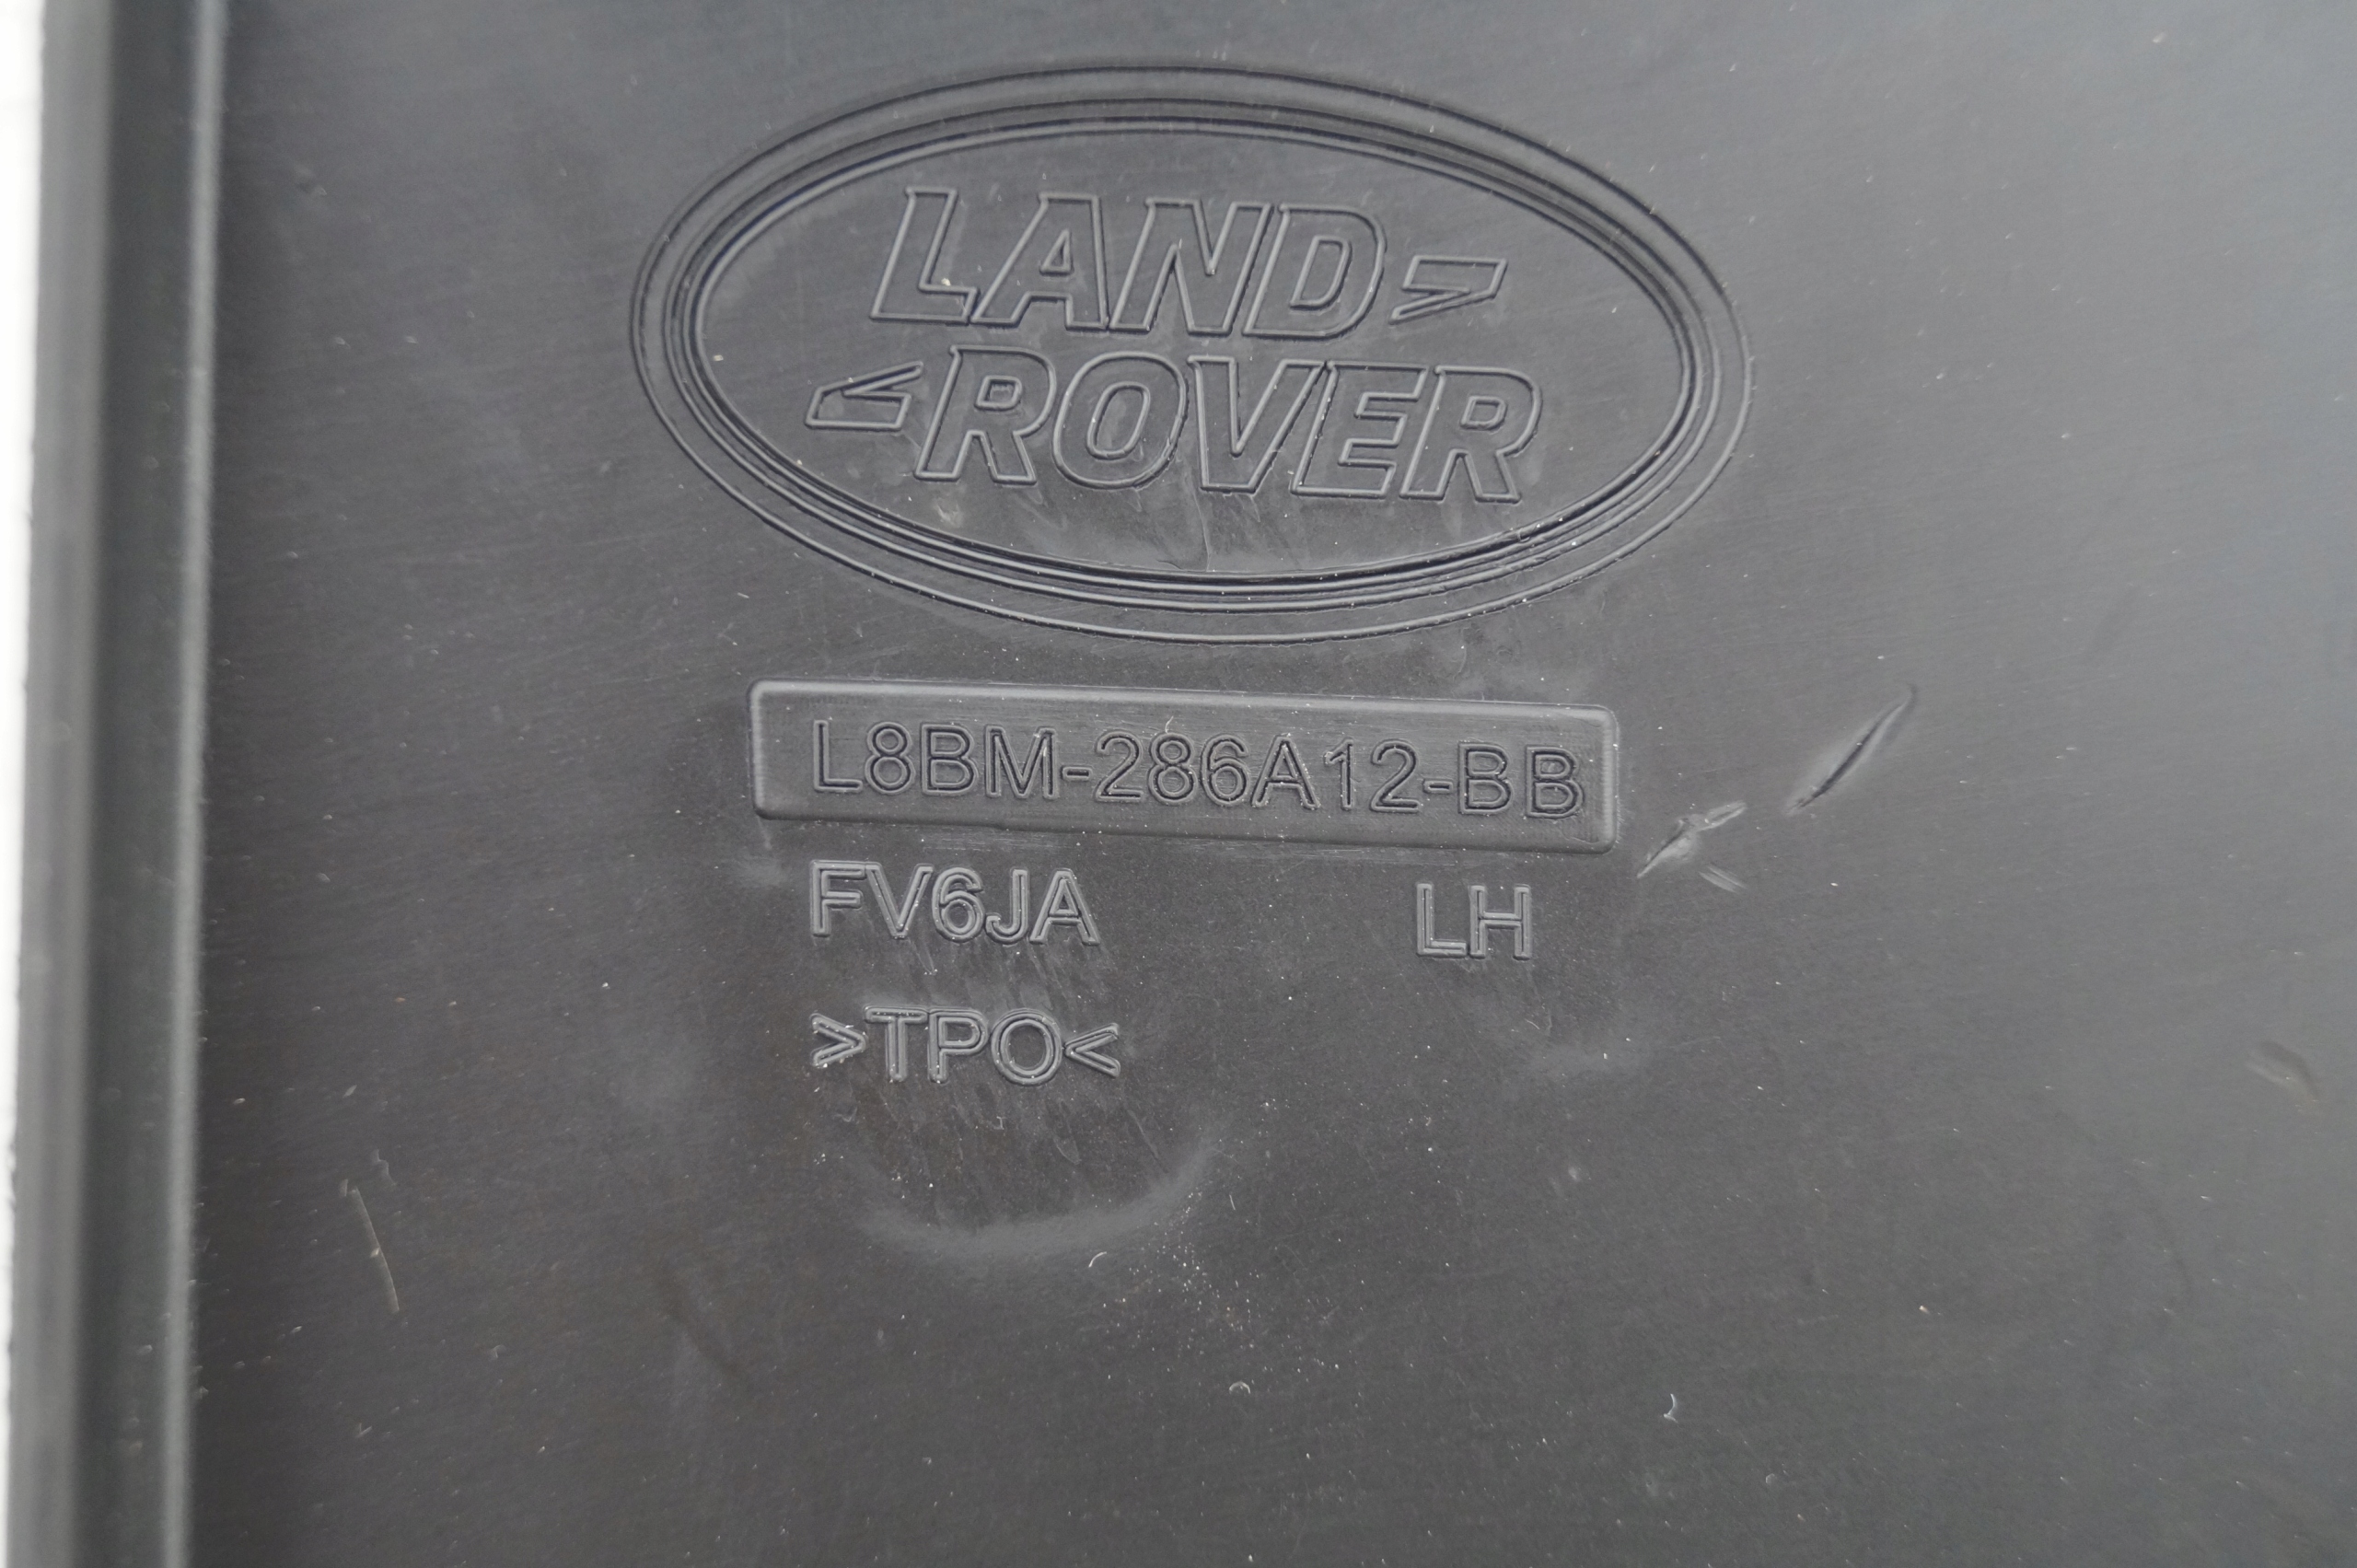 LAND
ROVER
L8BM-286A12-BB
FV6JA LH
>TPO<